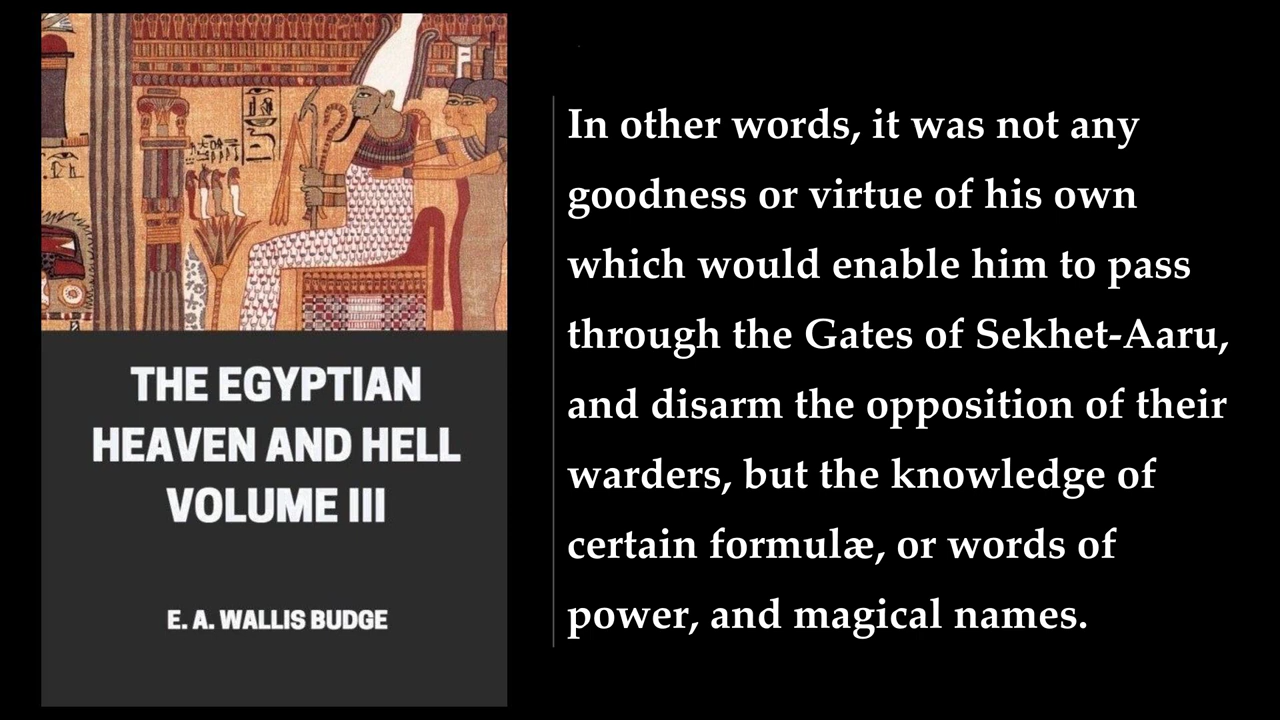 THE EGYPTIAN
HEAVEN AND HELL
VOLUME III
E. A. WALLIS BUDGE
In other words, it was not any
goodness or virtue of his own
which would enable him to pass
through the Gates of Sekhet-Aaru,
and disarm the opposition of their
warders, but the knowledge of
certain formulæ, or words of
power, and magical names.